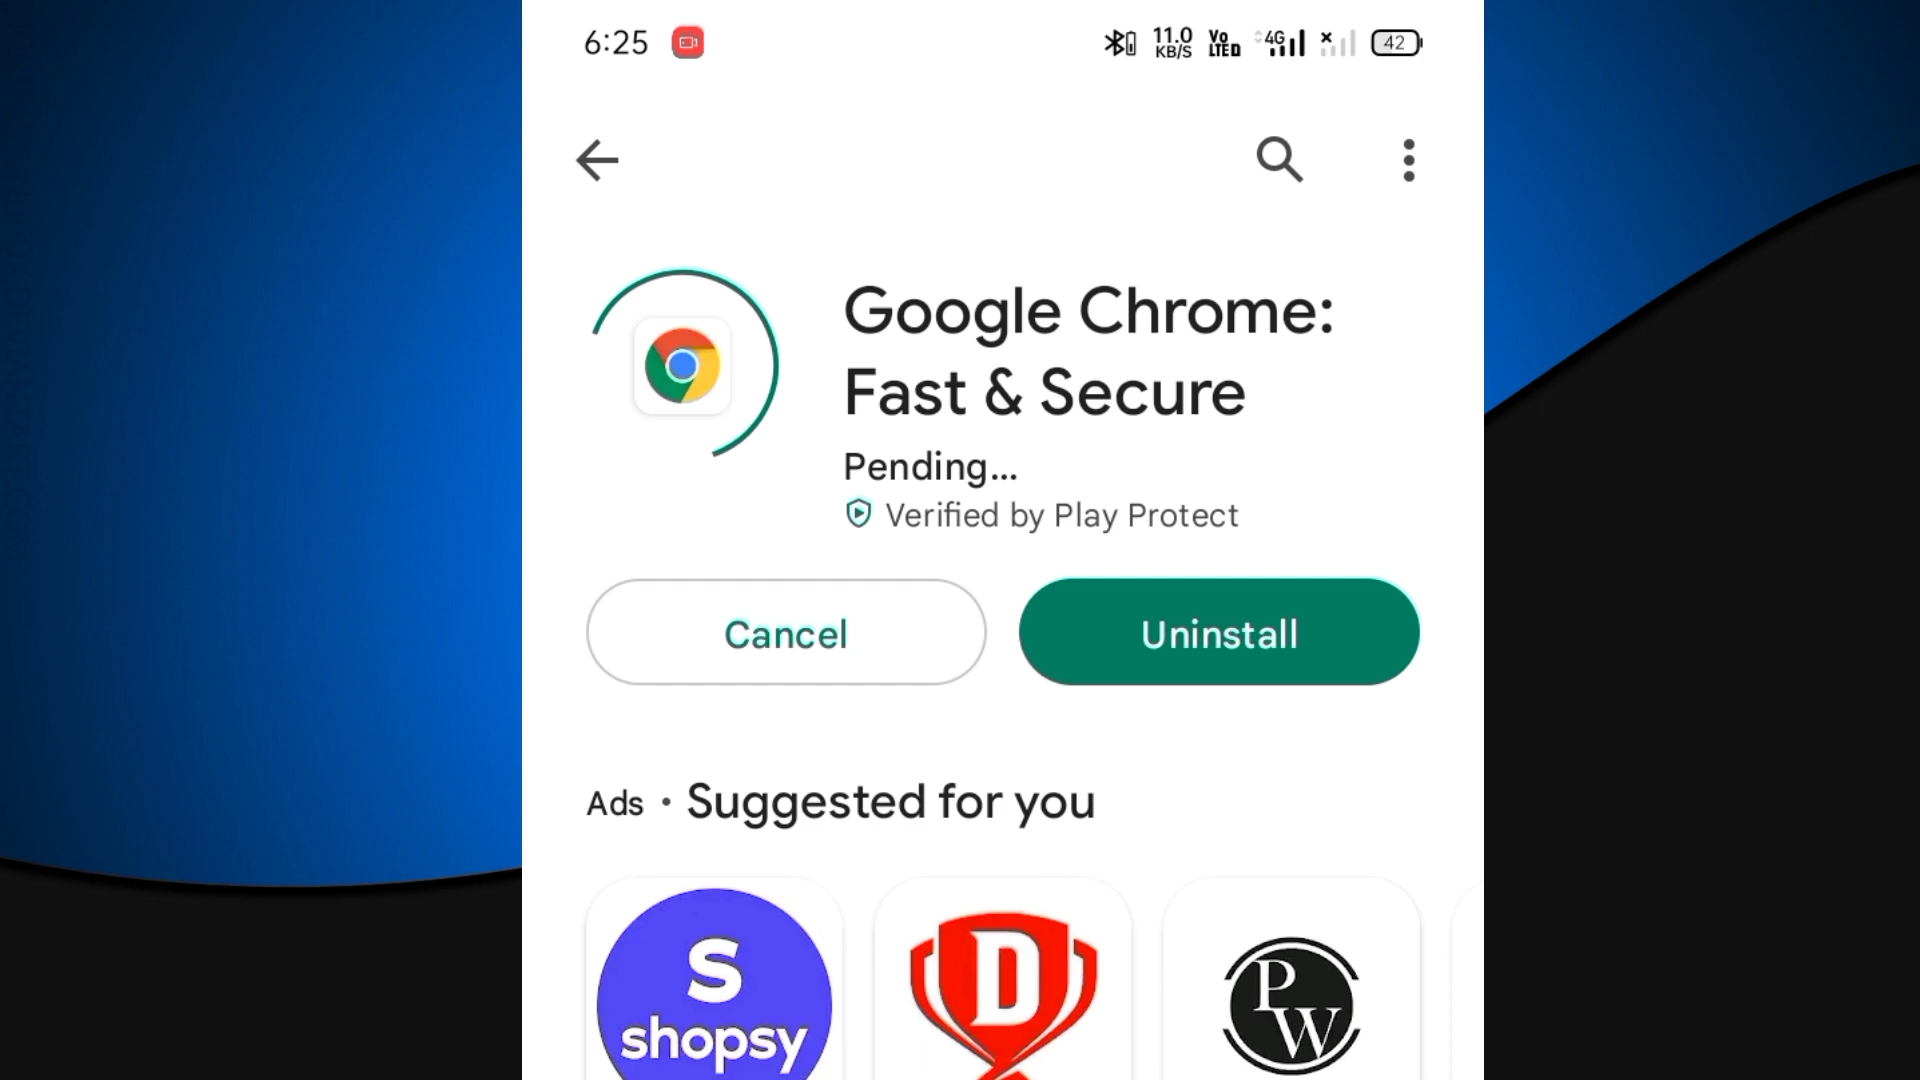 6:25 11.0 KB/S Vo LTED 4G 42
Google Chrome:
Fast & Secure
Pending...
Verified by Play Protect
Cancel Uninstall
Ads • Suggested for you
S
shopsy
D
PW